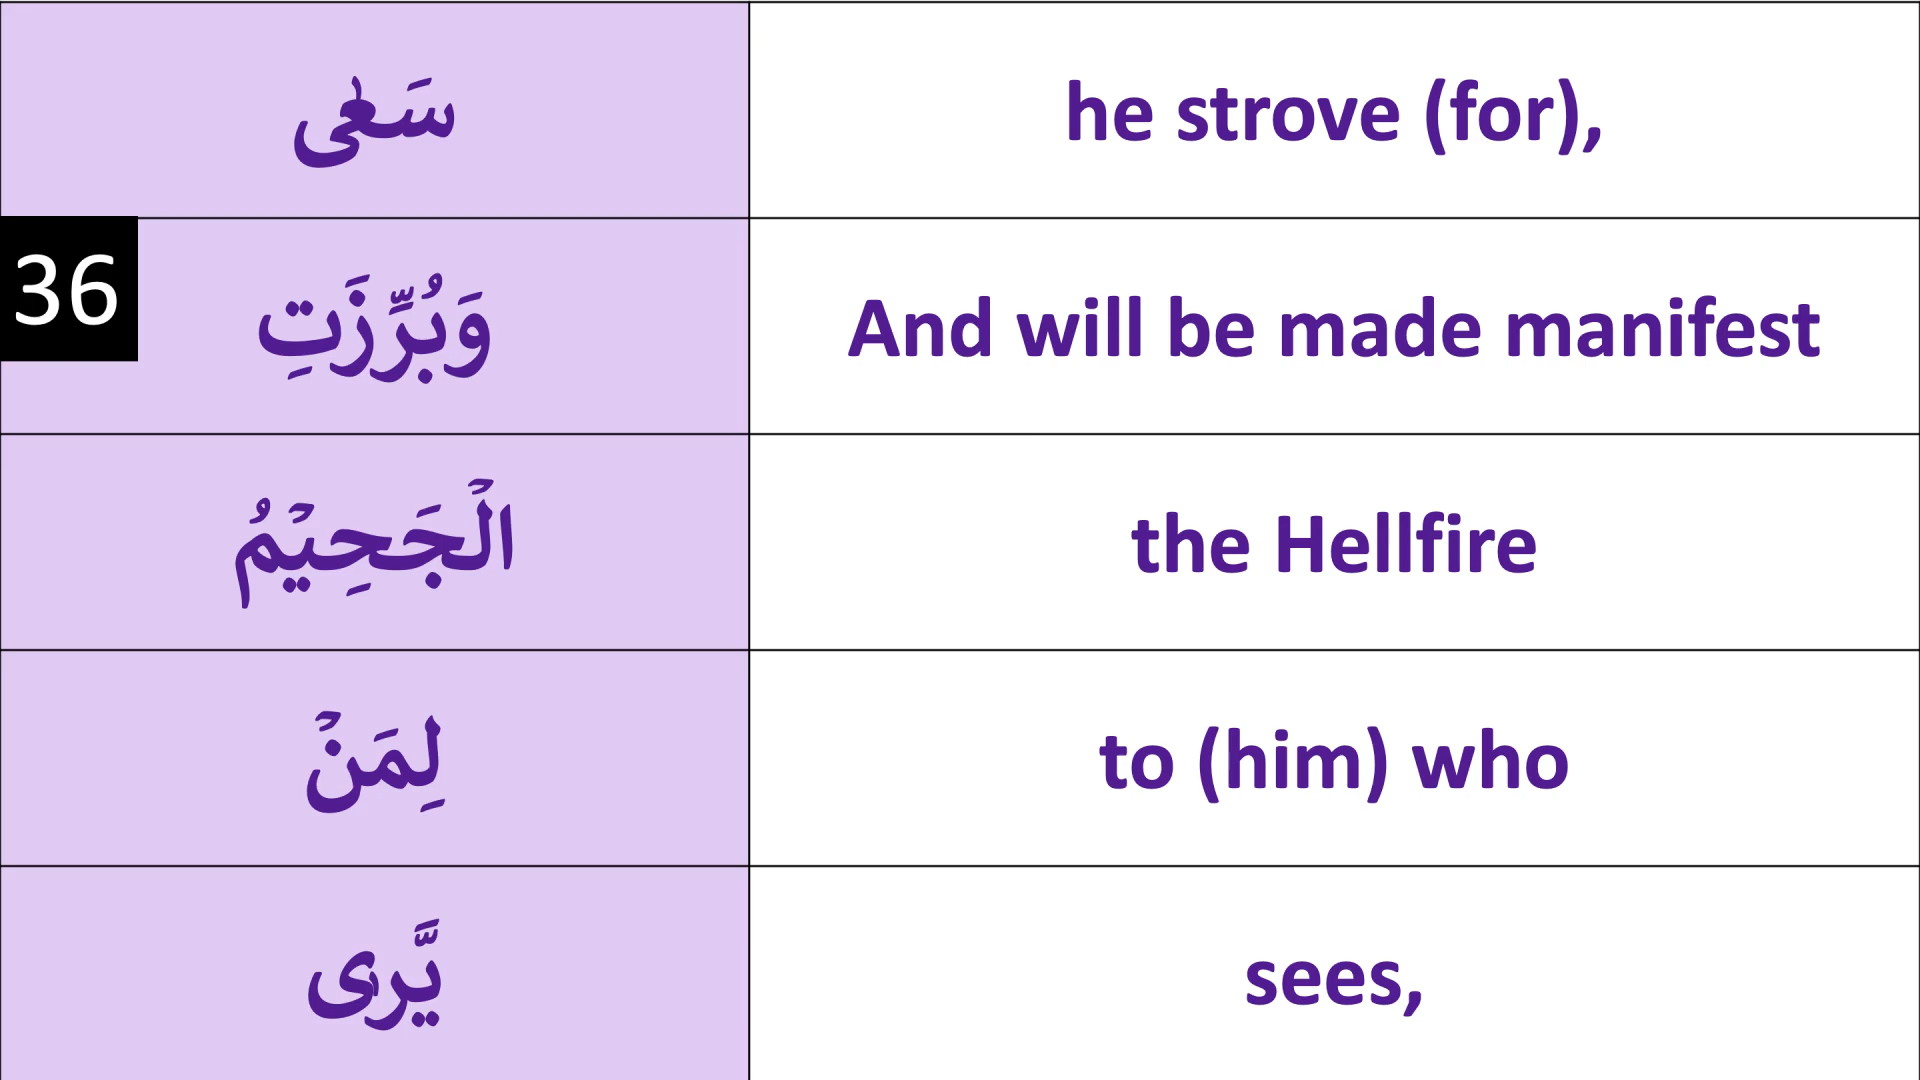 سَعٰى he strove (for),
36 وَبُرِّزَتِ And will be made manifest
الْجَحِيْمُ the Hellfire
لِمَنْ to (him) who
يَّرٰى sees,